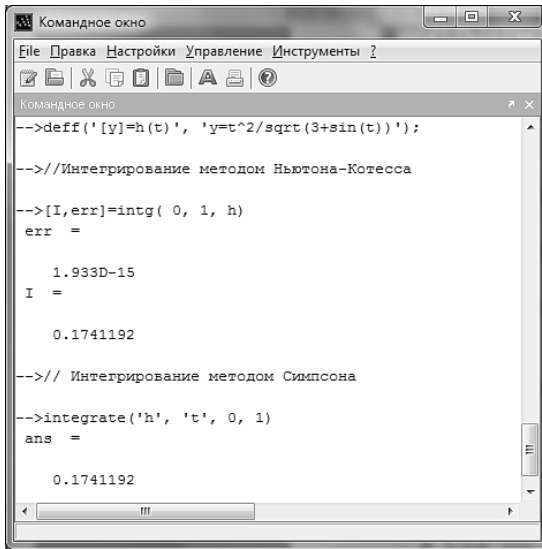 Командное окно
File Правка Настройки Управление Инструменты ?
Командное окно
-->deff('[y]=h(t)', 'y=t^2/sqrt(3+sin(t))');
-->//Интегрирование методом Ньютона-Котесса
-->[I,err]=intg( 0, 1, h)
err  =
1.933D-15
I  =
0.1741192
-->// Интегрирование методом Симпсона
-->integrate('h', 't', 0, 1)
ans  =
0.1741192